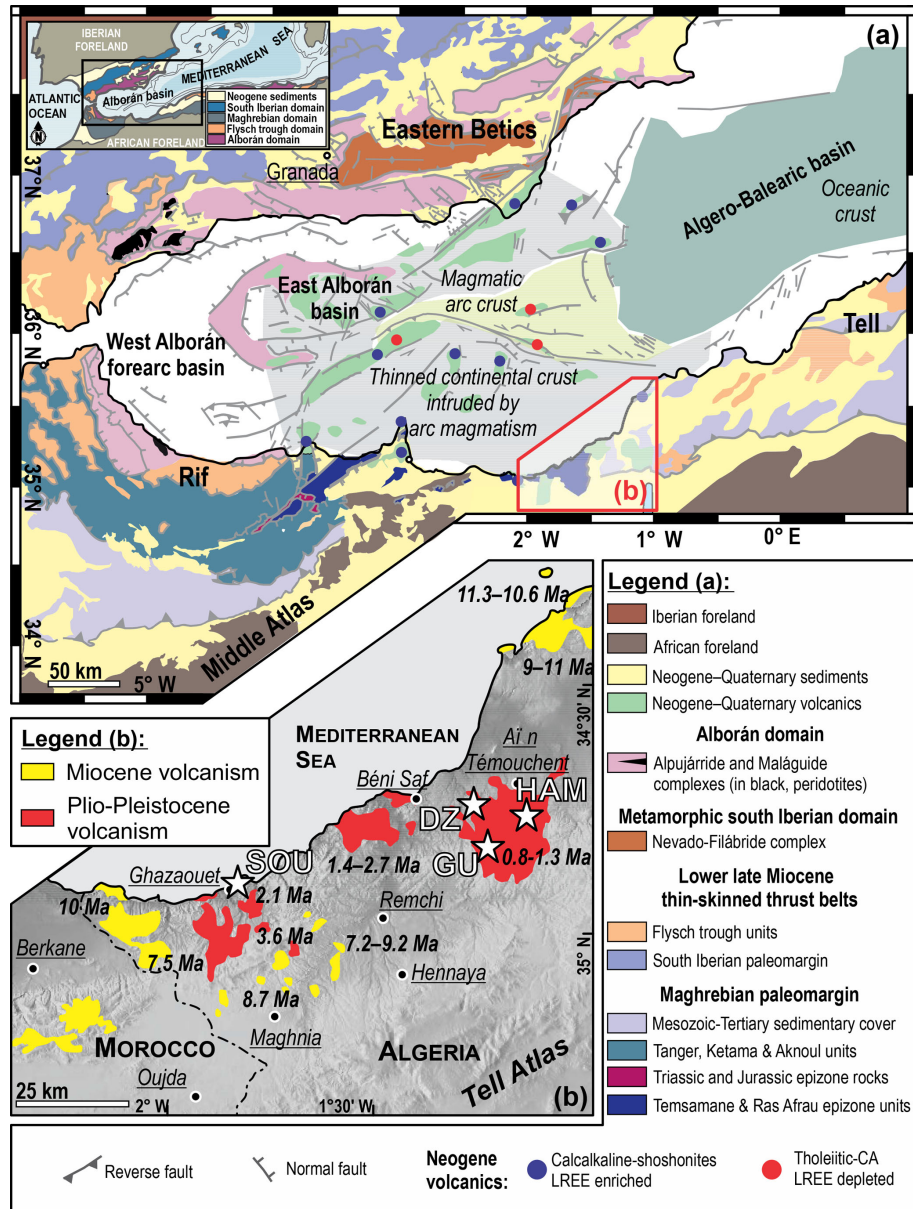 (a)
IBERIAN
FORELAND
MEDITERRANEAN SEA
ATLANTIC
OCEAN
Alborán basin
N
AFRICAN FORELAND
Neogene sediments
South Iberian domain
Maghrebian domain
Flysch trough domain
Alborán domain
37° N
36° N
35° N
34° N
Granada
Eastern Betics
Algero-Balearic basin
Oceanic
crust
Magmatic
arc crust
East Alborán
basin
West Alborán
forearc basin
Thinned continental crust
intruded by
arc magmatism
Tell
Rif
(b)
Middle Atlas
50 km
5° W
2° W
1° W
0° E
Legend (a):
Iberian foreland
African foreland
Neogene–Quaternary sediments
Neogene–Quaternary volcanics
Alborán domain
Alpujárride and Maláguide
complexes (in black, peridotites)
Metamorphic south Iberian domain
Nevado-Filábride complex
Lower late Miocene
thin-skinned thrust belts
Flysch trough units
South Iberian paleomargin
Maghrebian paleomargin
Mesozoic-Tertiary sedimentary cover
Tanger, Ketama & Aknoul units
Triassic and Jurassic epizone rocks
Temsamane & Ras Afrau epizone units
Legend (b):
Miocene volcanism
Plio-Pleistocene
volcanism
11.3–10.6 Ma
9–11 Ma
34°30' N
MEDITERRANEAN
SEA
Aï n
Témouchent
Béni Saf
HAM
DZ
GU
0.8-1.3 Ma
1.4–2.7 Ma
SOU
Ghazaouet
2.1 Ma
10 Ma
Remchi
3.6 Ma
7.2–9.2 Ma
7.5 Ma
Berkane
Hennaya
35° N
8.7 Ma
Maghnia
MOROCCO
ALGERIA
Tell Atlas
Oujda
25 km
2° W
1°30' W
(b)
Reverse fault
Normal fault
Neogene
volcanics:
Calcalkaline-shoshonites
LREE enriched
Tholeiitic-CA
LREE depleted